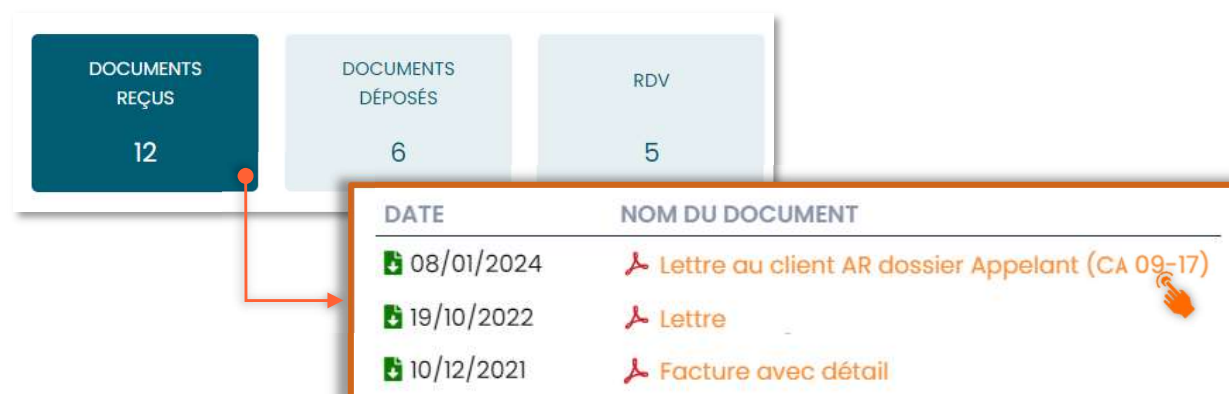 DOCUMENTS
REÇUS
12
DOCUMENTS
DÉPOSÉS
6
RDV
5
DATE NOM DU DOCUMENT
08/01/2024 Lettre au client AR dossier Appelant (CA 09-17)
19/10/2022 Lettre
10/12/2021 Facture avec détail